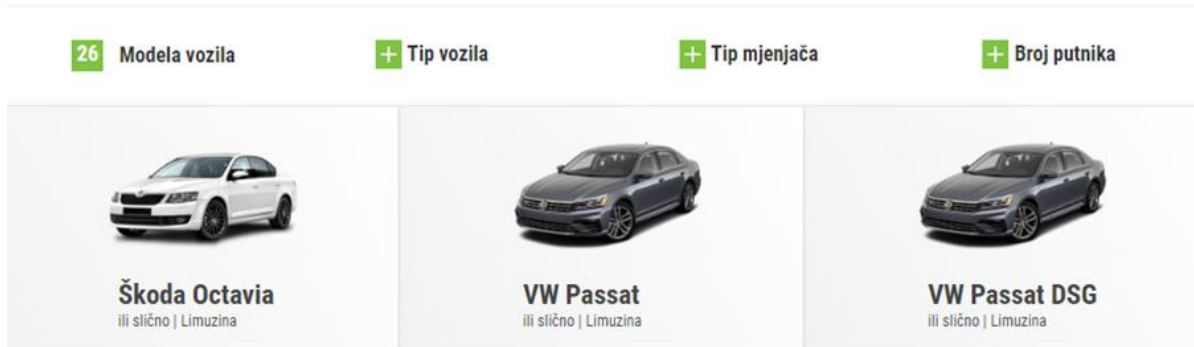 26 Modela vozila
+ Tip vozila
+ Tip mjenjača
+ Broj putnika
Škoda Octavia
ili slično | Limuzina
VW Passat
ili slično | Limuzina
VW Passat DSG
ili slično | Limuzina